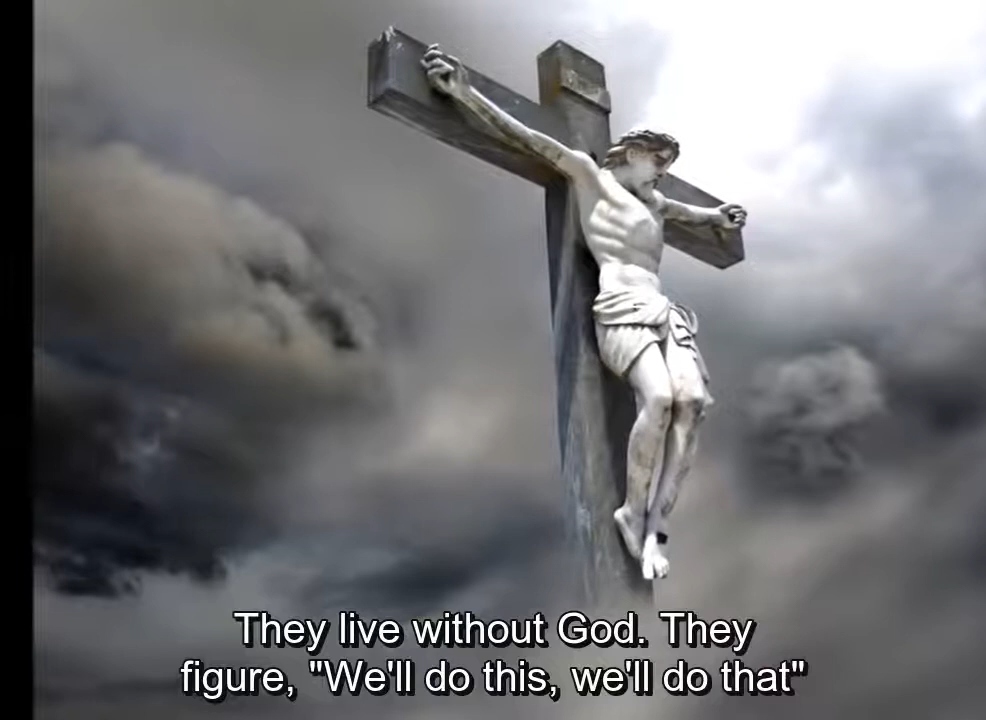 They live without God. They
figure, "We'll do this, we'll do that"